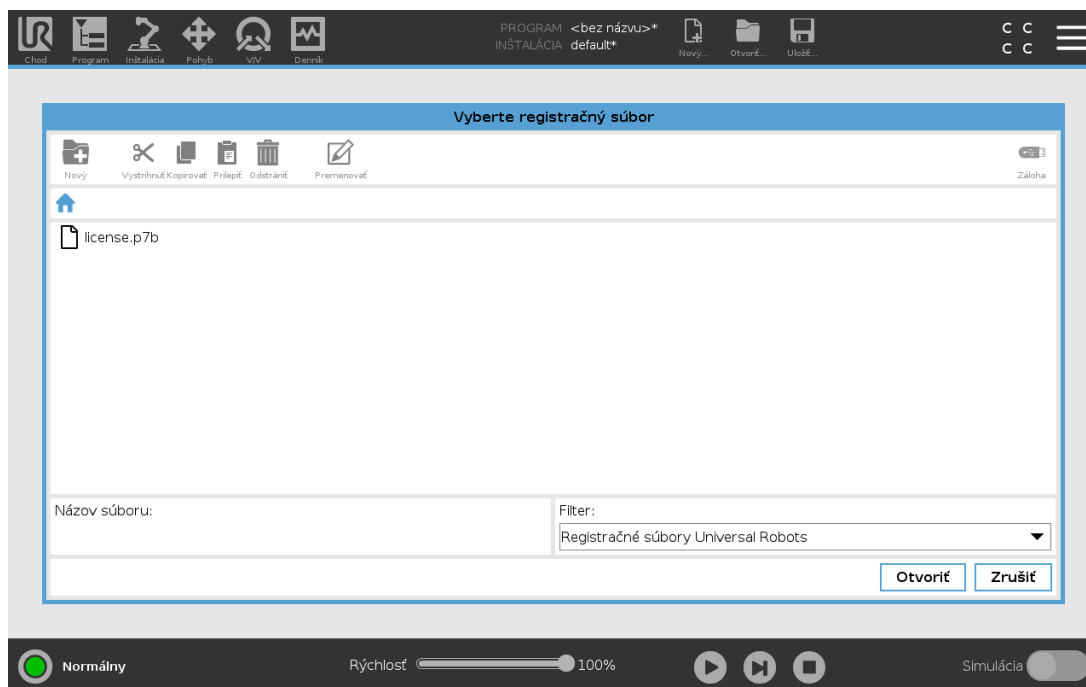 UR
PROGRAM <bez názvu>*
INŠTALÁCIA default*
C C
C C
Chod Program Inštalácia Pohyb V/V Denník Nový... Otvoriť... Uložiť...
Vyberte registračný súbor
Nový Vystrihnúť Kopírovať Prilepiť Odstrániť Premenovať Záloha
license.p7b
Názov súboru: Filter:
Registračné súbory Universal Robots
Otvoriť Zrušiť
Normálny Rýchlosť 100% Simulácia